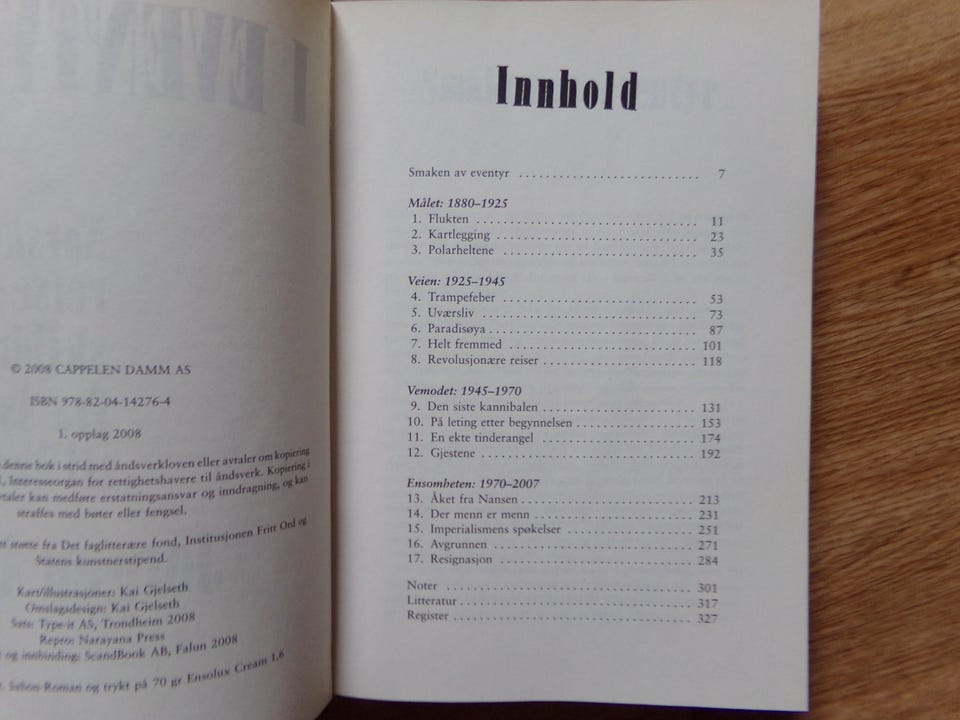 © 2008 CAPPELEN DAMM AS
ISBN 978-82-04-14276-4
1. opplag 2008
denne bok i strid med åndsverkloven eller avtaler om kopiering
Interesseorgan for rettighetshavere til åndsverk. Kopiering i
kan medføre erstatningsansvar og inndragning, og kan
straffes med bøter eller fengsel.
støtte fra Det faglitterære fond, Institusjonen Fritt Ord og
Statens kunstnerstipend.
Kart/illustrasjoner: Kai Gjelseth
Omslagsdesign: Kai Gjelseth
Sats: Type-it AS, Trondheim 2008
Repro: Narayana Press
og innbinding: ScandBook AB, Falun 2008
Sabon-Roman og trykt på 70 gr Ensolux Cream 1,6
Innhold
Smaken av eventyr 7
Målet: 1880–1925
1. Flukten 11
2. Kartlegging 23
3. Polarheltene 35
Veien: 1925–1945
4. Trampefeber 53
5. Uværsliv 73
6. Paradisøya 87
7. Helt fremmed 101
8. Revolusjonære reiser 118
Vemodet: 1945–1970
9. Den siste kannibalen 131
10. På leting etter begynnelsen 153
11. En ekte tinderangel 174
12. Gjestene 192
Ensomheten: 1970–2007
13. Åket fra Nansen 213
14. Der menn er menn 231
15. Imperialismens spøkelser 251
16. Avgrunnen 271
17. Resignasjon 284
Noter 301
Litteratur 317
Register 327